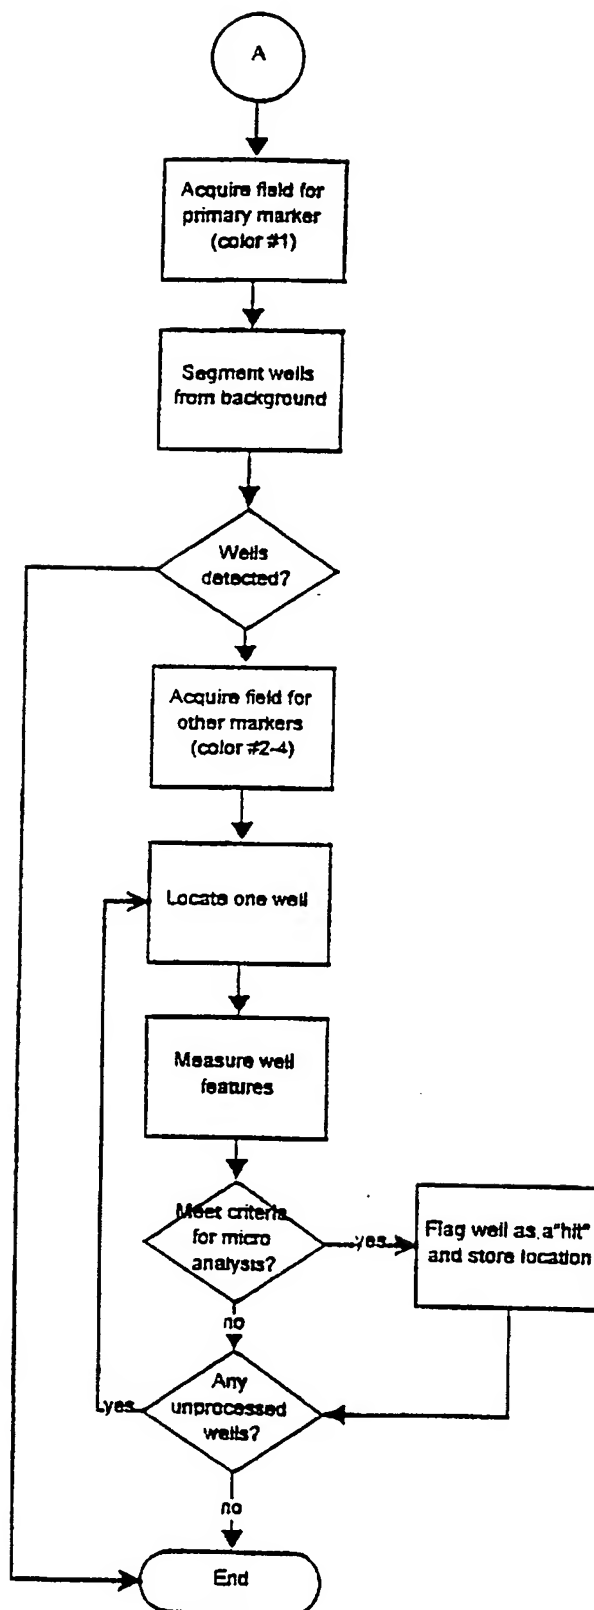 A
Acquire field for
primary marker
(color #1)
Segment wells
from background
Wells
detected?
Acquire field for
other markers
(color #2-4)
Locate one well
Measure well
features
Meet criteria
for micro
analysis?
yes
Flag well as a "hit"
and store location
no
Any
unprocessed
wells?
yes
no
End